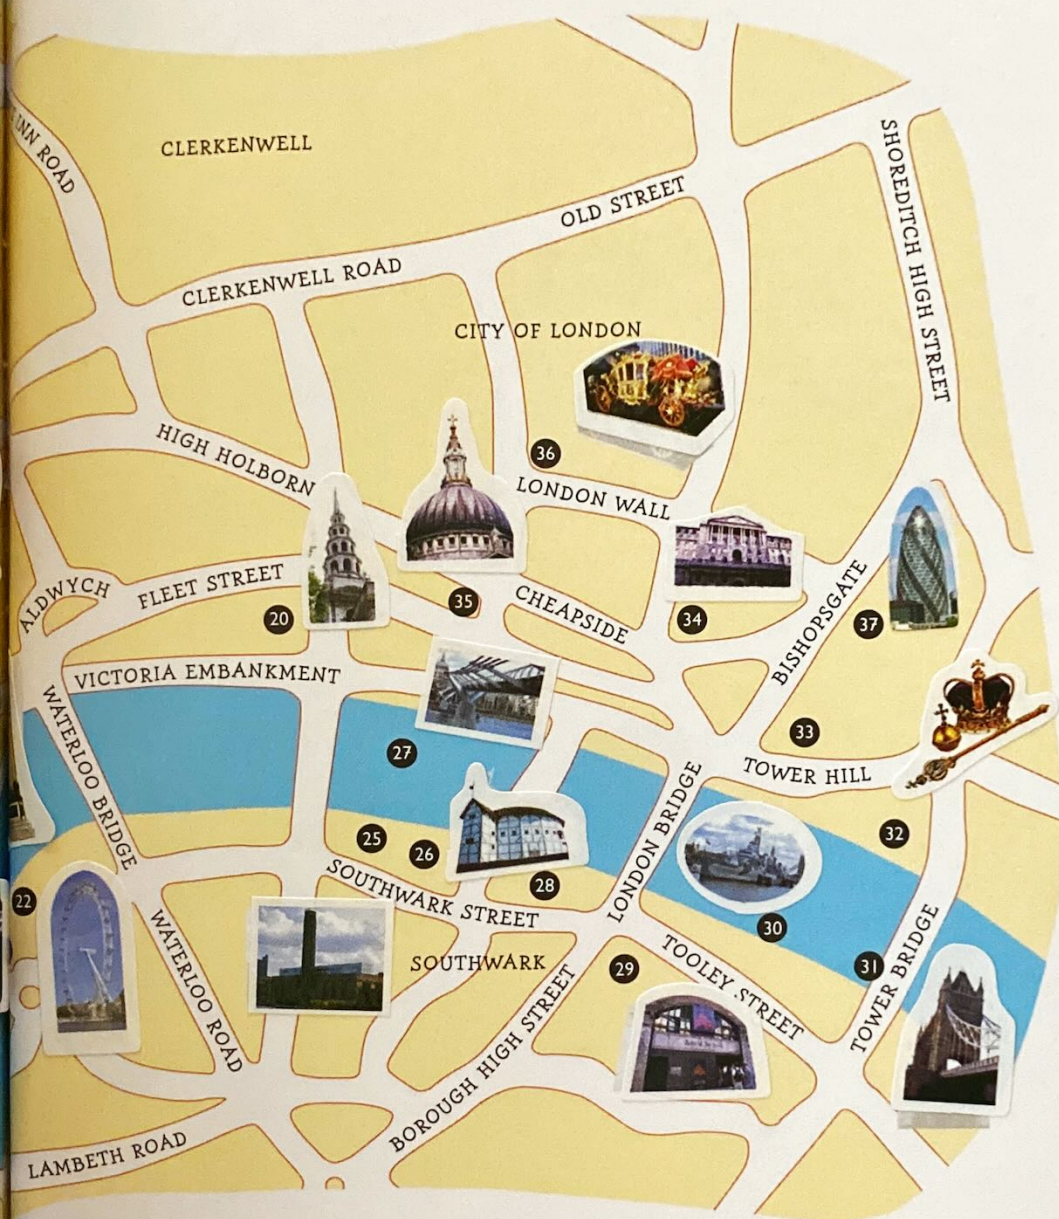 INN ROAD
CLERKENWELL
SHOREDITCH HIGH STREET
OLD STREET
CLERKENWELL ROAD
CITY OF LONDON
HIGH HOLBORN
36
LONDON WALL
ALDWYCH
FLEET STREET
20
35
CHEAPSIDE
34
BISHOPSGATE
37
VICTORIA EMBANKMENT
WATERLOO BRIDGE
27
33
TOWER HILL
LONDON BRIDGE
25
26
28
32
22
SOUTHWARK STREET
30
WATERLOO ROAD
SOUTHWARK
29
TOOLEY STREET
31
TOWER BRIDGE
BOROUGH HIGH STREET
LAMBETH ROAD